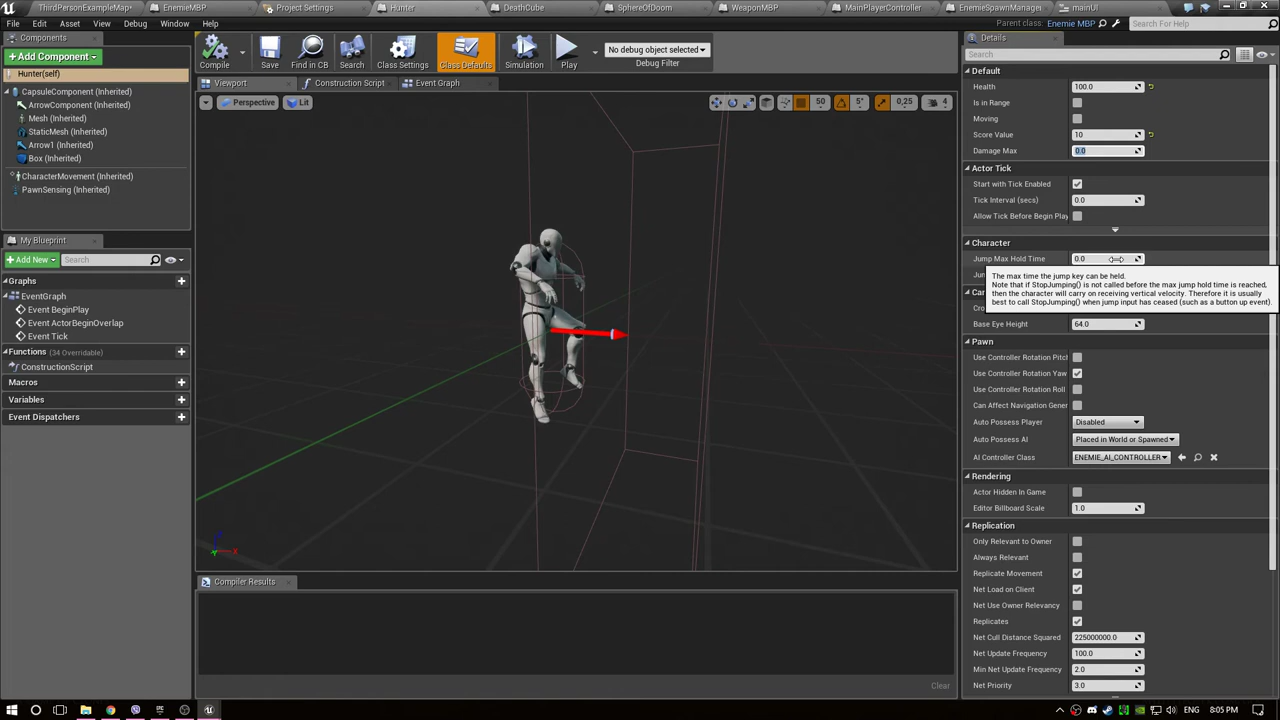 ThirdPersonExampleMap*
EnemieMBP
Project Settings
Hunter
DeathCube
SphereOfDoom
WeaponMBP
MainPlayerController
EnemieSpawnManager
mainUI
File Edit Asset View Debug Window Help
Parent class: Enemie MBP
Search For Help
Components
+Add Component
Hunter(self)
CapsuleComponent (Inherited)
ArrowComponent (Inherited)
Mesh (Inherited)
StaticMesh (Inherited)
Arrow1 (Inherited)
Box (Inherited)
CharacterMovement (Inherited)
PawnSensing (Inherited)
My Blueprint
+Add New
Search
Graphs
EventGraph
Event BeginPlay
Event ActorBeginOverlap
Event Tick
Functions (34 Overridable)
ConstructionScript
Macros
Variables
Event Dispatchers
Compile
Save
Find in CB
Search
Class Settings
Class Defaults
Simulation
Play
No debug object selected
Debug Filter
Viewport
Construction Script
Event Graph
Perspective
Lit
50
5°
0,25
4
X
Compiler Results
Clear
Details
Search
Default
Health 100.0
Is in Range
Moving
Score Value 10
Damage Max 0.0
Actor Tick
Start with Tick Enabled
Tick Interval (secs) 0.0
Allow Tick Before Begin Play
Character
Jump Max Hold Time 0.0
The max time the jump key can be held.
Note that if StopJumping() is not called before the max jump hold time is reached,
then the character will carry on receiving vertical velocity. Therefore it is usually
best to call StopJumping() when jump input has ceased (such as a button up event).
Base Eye Height 64.0
Pawn
Use Controller Rotation Pitch
Use Controller Rotation Yaw
Use Controller Rotation Roll
Can Affect Navigation Gener
Auto Possess Player Disabled
Auto Possess AI Placed in World or Spawned
AI Controller Class ENEMIE_AI_CONTROLLER
Rendering
Actor Hidden In Game
Editor Billboard Scale 1.0
Replication
Only Relevant to Owner
Always Relevant
Replicate Movement
Net Load on Client
Net Use Owner Relevancy
Replicates
Net Cull Distance Squared 225000000.0
Net Update Frequency 100.0
Min Net Update Frequency 2.0
Net Priority 3.0
ENG 8:05 PM